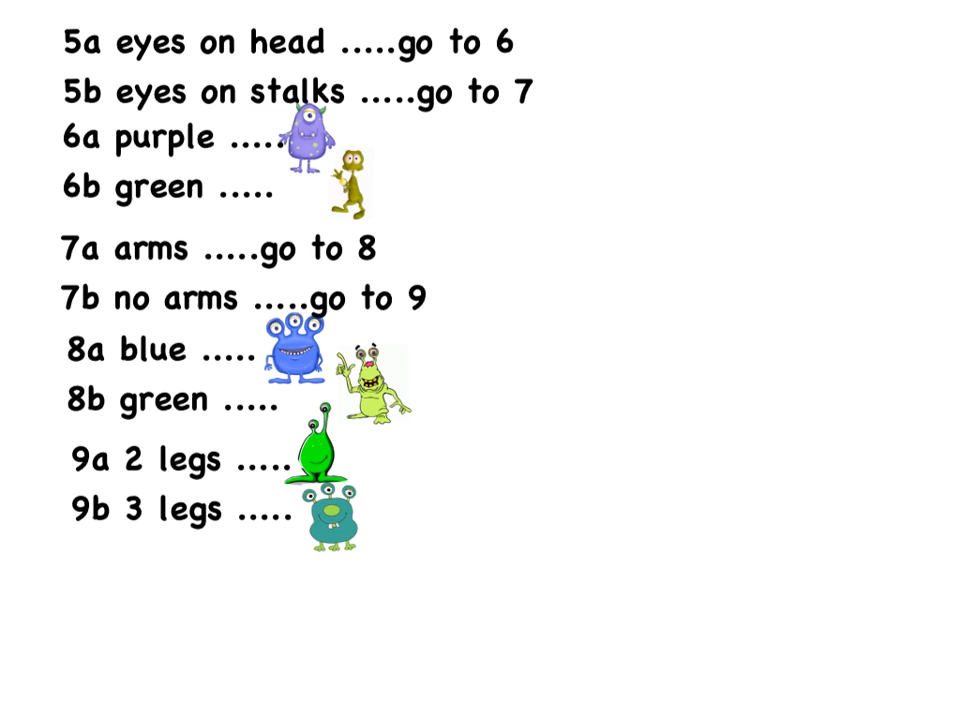 5a eyes on head .....go to 6
5b eyes on stalks .....go to 7
6a purple .....
6b green .....
7a arms .....go to 8
7b no arms .....go to 9
8a blue .....
8b green .....
9a 2 legs .....
9b 3 legs .....